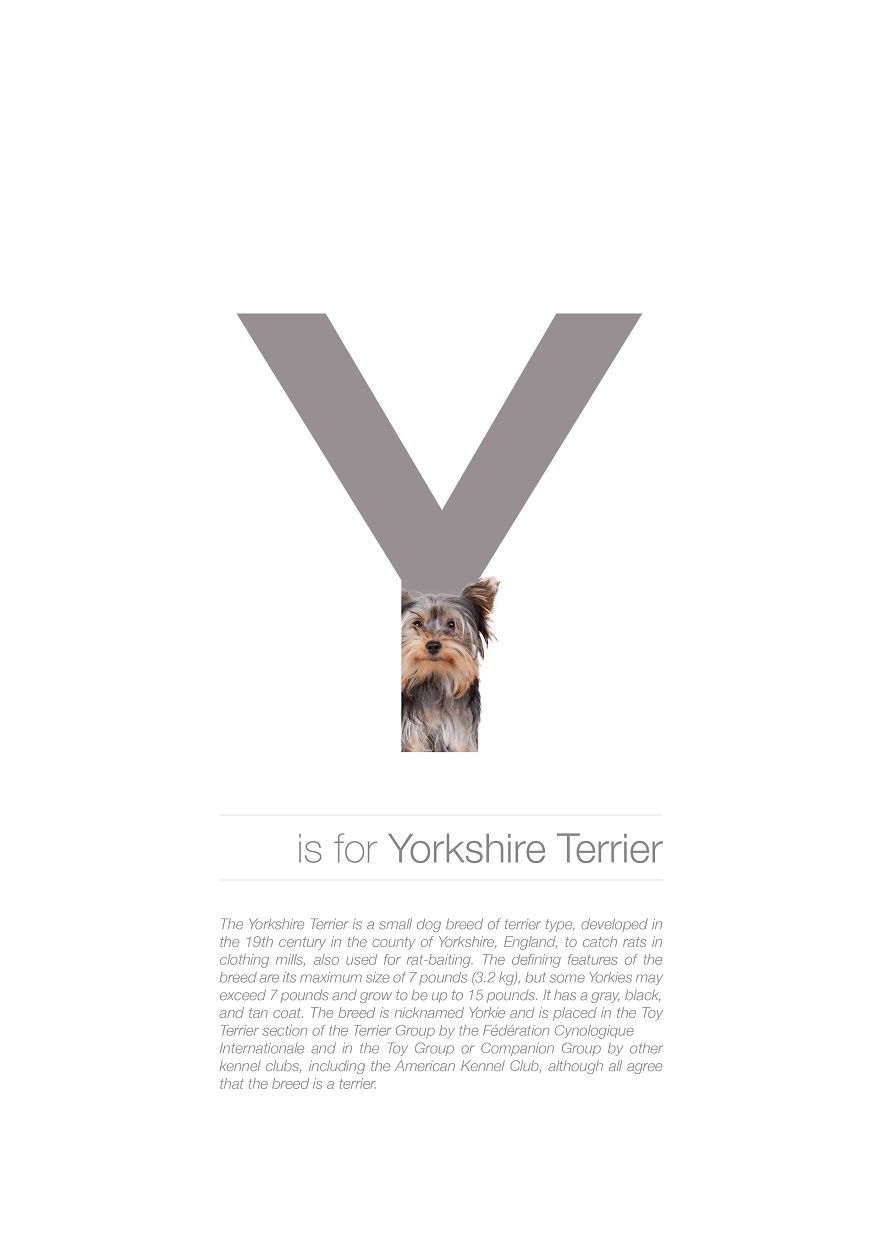 Y
is for Yorkshire Terrier
The Yorkshire Terrier is a small dog breed of terrier type, developed in
the 19th century in the county of Yorkshire, England, to catch rats in
clothing mills, also used for rat-baiting. The defining features of the
breed are its maximum size of 7 pounds (3.2 kg), but some Yorkies may
exceed 7 pounds and grow to be up to 15 pounds. It has a gray, black,
and tan coat. The breed is nicknamed Yorkie and is placed in the Toy
Terrier section of the Terrier Group by the Fédération Cynologique
Internationale and in the Toy Group or Companion Group by other
kennel clubs, including the American Kennel Club, although all agree
that the breed is a terrier.